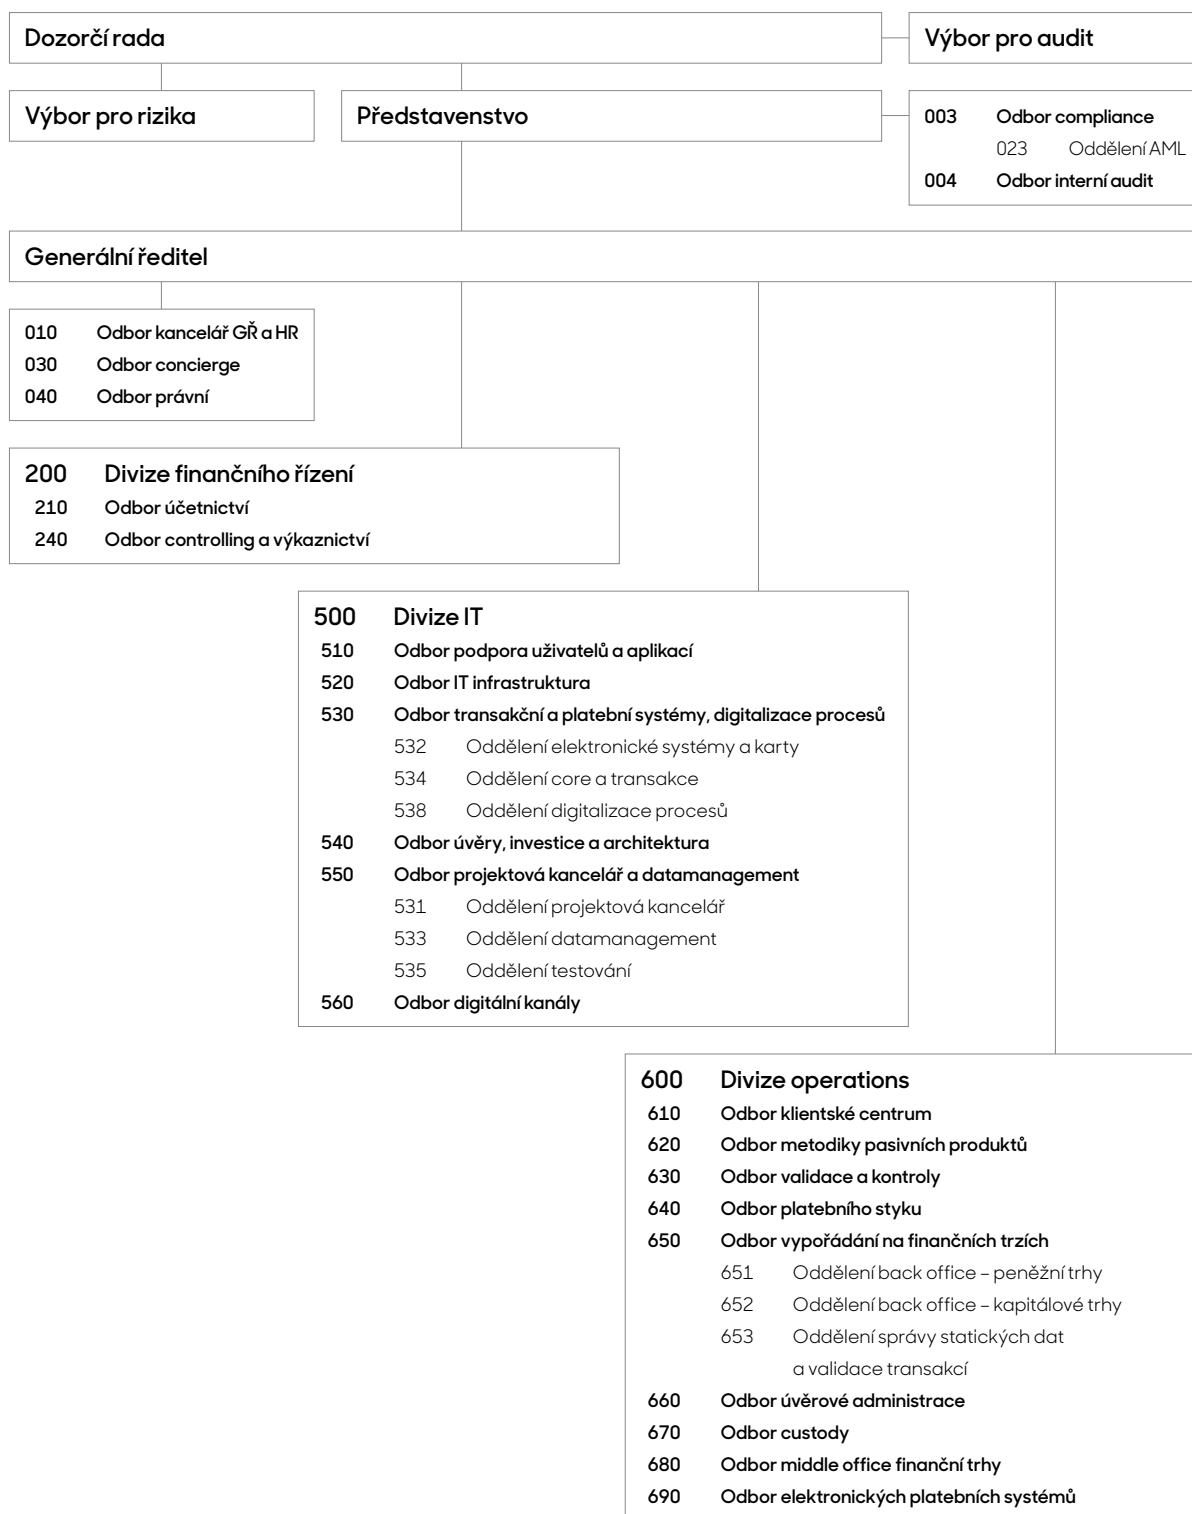 Dozorčí rada
Výbor pro audit
Výbor pro rizika
Představenstvo
003 Odbor compliance
023 Oddělení AML
004 Odbor interní audit
Generální ředitel
010 Odbor kancelář GŘ a HR
030 Odbor concierge
040 Odbor právní
200 Divize finančního řízení
210 Odbor účetnictví
240 Odbor controlling a výkaznictví
500 Divize IT
510 Odbor podpora uživatelů a aplikací
520 Odbor IT infrastruktura
530 Odbor transakční a platební systémy, digitalizace procesů
532 Oddělení elektronické systémy a karty
534 Oddělení core a transakce
538 Oddělení digitalizace procesů
540 Odbor úvěry, investice a architektura
550 Odbor projektová kancelář a datamanagement
531 Oddělení projektová kancelář
533 Oddělení datamanagement
535 Oddělení testování
560 Odbor digitální kanály
600 Divize operations
610 Odbor klientské centrum
620 Odbor metodiky pasivních produktů
630 Odbor validace a kontroly
640 Odbor platebního styku
650 Odbor vypořádání na finančních trzích
651 Oddělení back office – peněžní trhy
652 Oddělení back office – kapitálové trhy
653 Oddělení správy statických dat
a validace transakcí
660 Odbor úvěrové administrace
670 Odbor custody
680 Odbor middle office finanční trhy
690 Odbor elektronických platebních systémů